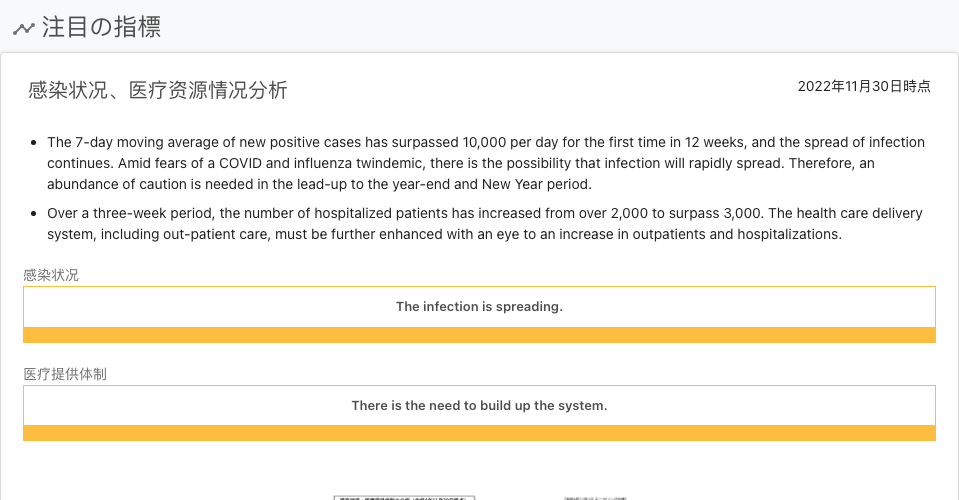 注目の指標
感染状况、医疗资源情况分析
2022年11月30日時点
The 7-day moving average of new positive cases has surpassed 10,000 per day for the first time in 12 weeks, and the spread of infection
continues. Amid fears of a COVID and influenza twindemic, there is the possibility that infection will rapidly spread. Therefore, an
abundance of caution is needed in the lead-up to the year-end and New Year period.
Over a three-week period, the number of hospitalized patients has increased from over 2,000 to surpass 3,000. The health care delivery
system, including out-patient care, must be further enhanced with an eye to an increase in outpatients and hospitalizations.
感染状况
The infection is spreading.
医疗提供体制
There is the need to build up the system.